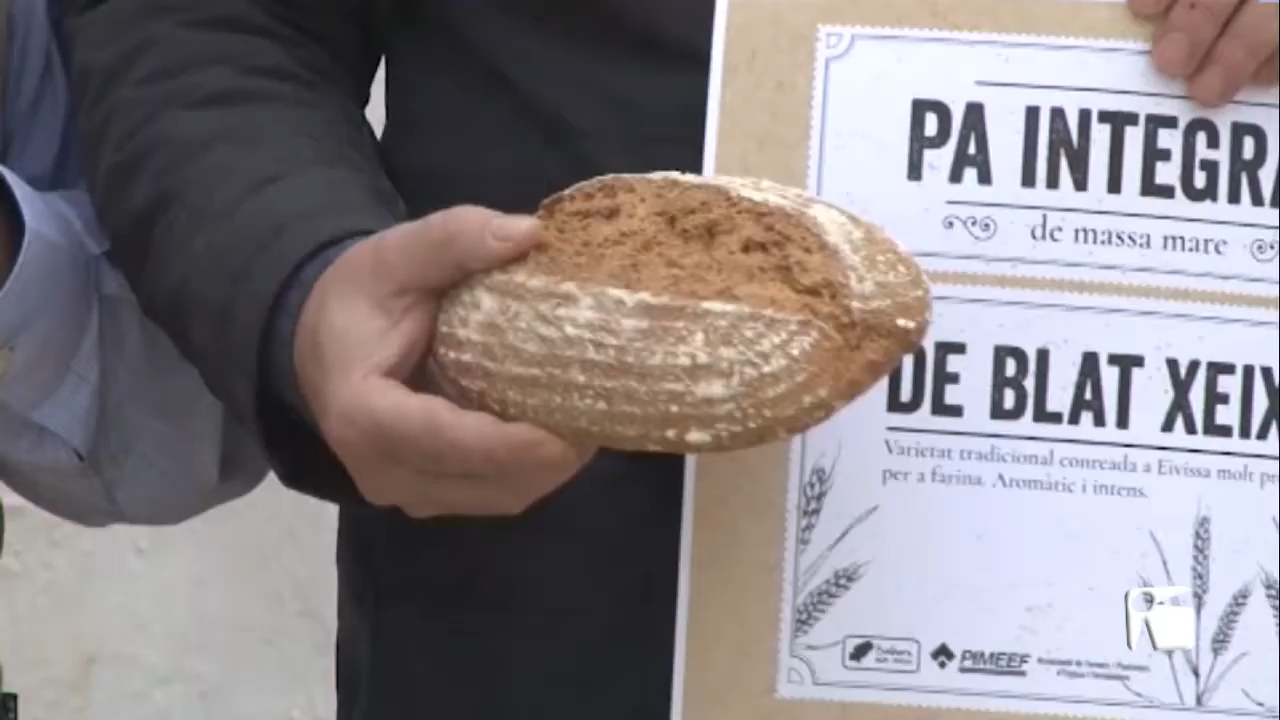 PA INTEGRA
de massa mare
DE BLAT XEIX
Varietat tradicional conreada a Eivissa molt pr
per a farina. Aromàtic i intens.
PIMEEF